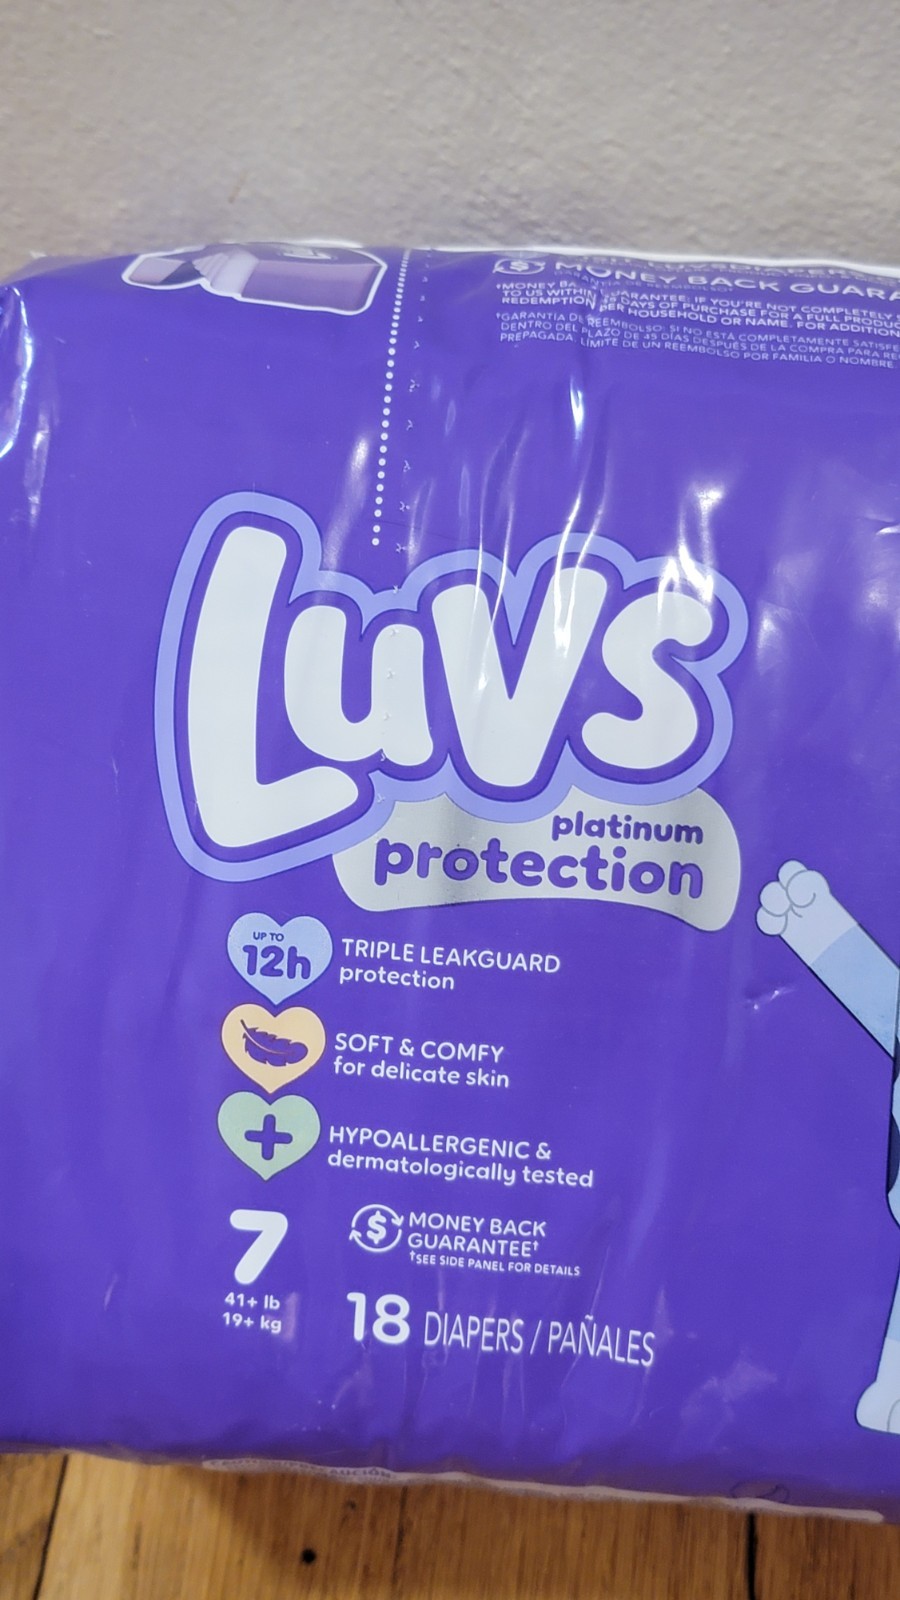 MONEY BACK GUARA
†MONEY BA GUARANTEE: IF YOU'RE NOT COMPLETELY
TO US WITHIN 45 DAYS OF PURCHASE FOR A FULL PRODUC
REDEMPTION PER HOUSEHOLD OR NAME. FOR ADDITION
†GARANTÍA DE REEMBOLSO: SI NO ESTÁ COMPLETAMENTE SATISFE
DENTRO DEL PLAZO DE 45 DÍAS DESPUÉS DE LA COMPRA PARA RE
PREPAGADA. LÍMITE DE UN REEMBOLSO POR FAMILIA O NOMBRE
Luvs
platinum
protection
UP TO
12h
TRIPLE LEAKGUARD
protection
SOFT & COMFY
for delicate skin
HYPOALLERGENIC &
dermatologically tested
7
41+ lb
19+ kg
MONEY BACK
GUARANTEE†
†SEE SIDE PANEL FOR DETAILS
18 DIAPERS / PAÑALES